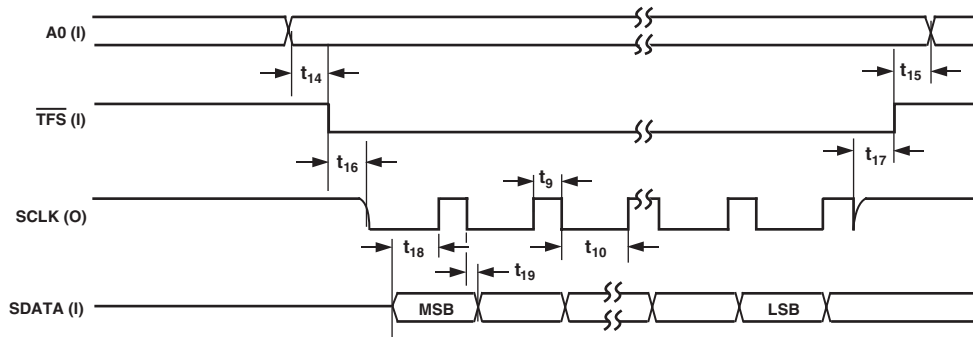 A0 (I)
t14
t15
TFS (I)
t16
t17
t9
SCLK (O)
t18
t10
t19
SDATA (I)
MSB
LSB